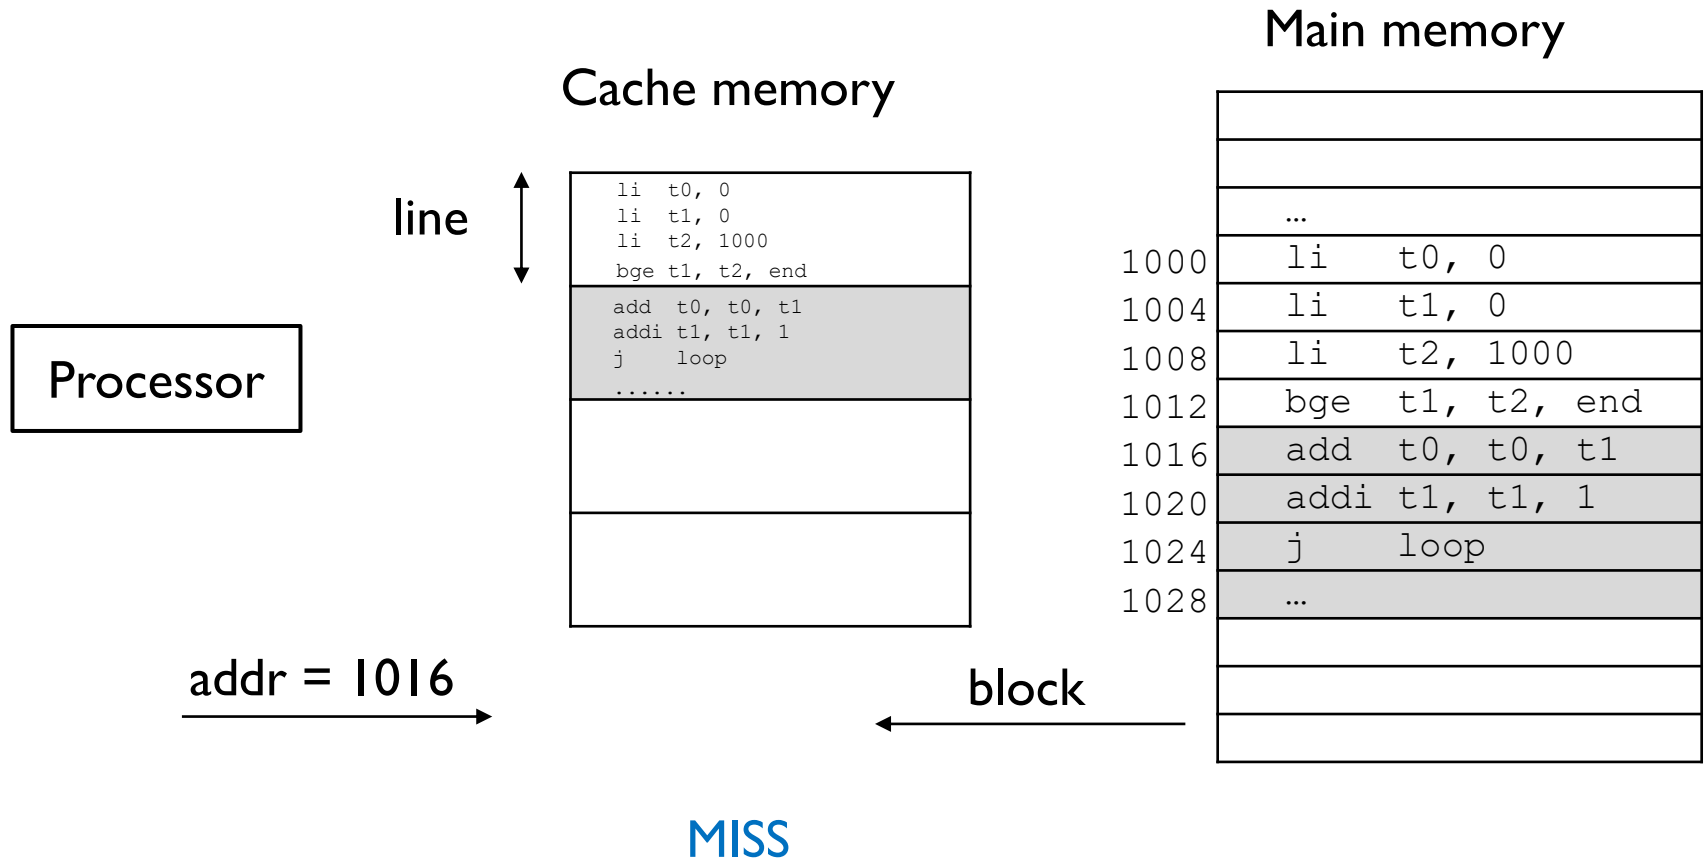 Main memory
Cache memory
line
li t0, 0
li t1, 0
li t2, 1000
bge t1, t2, end
add t0, t0, t1
addi t1, t1, 1
j loop
......
Processor
…
1000 li t0, 0
1004 li t1, 0
1008 li t2, 1000
1012 bge t1, t2, end
1016 add t0, t0, t1
1020 addi t1, t1, 1
1024 j loop
1028 …
addr = 1016
block
MISS